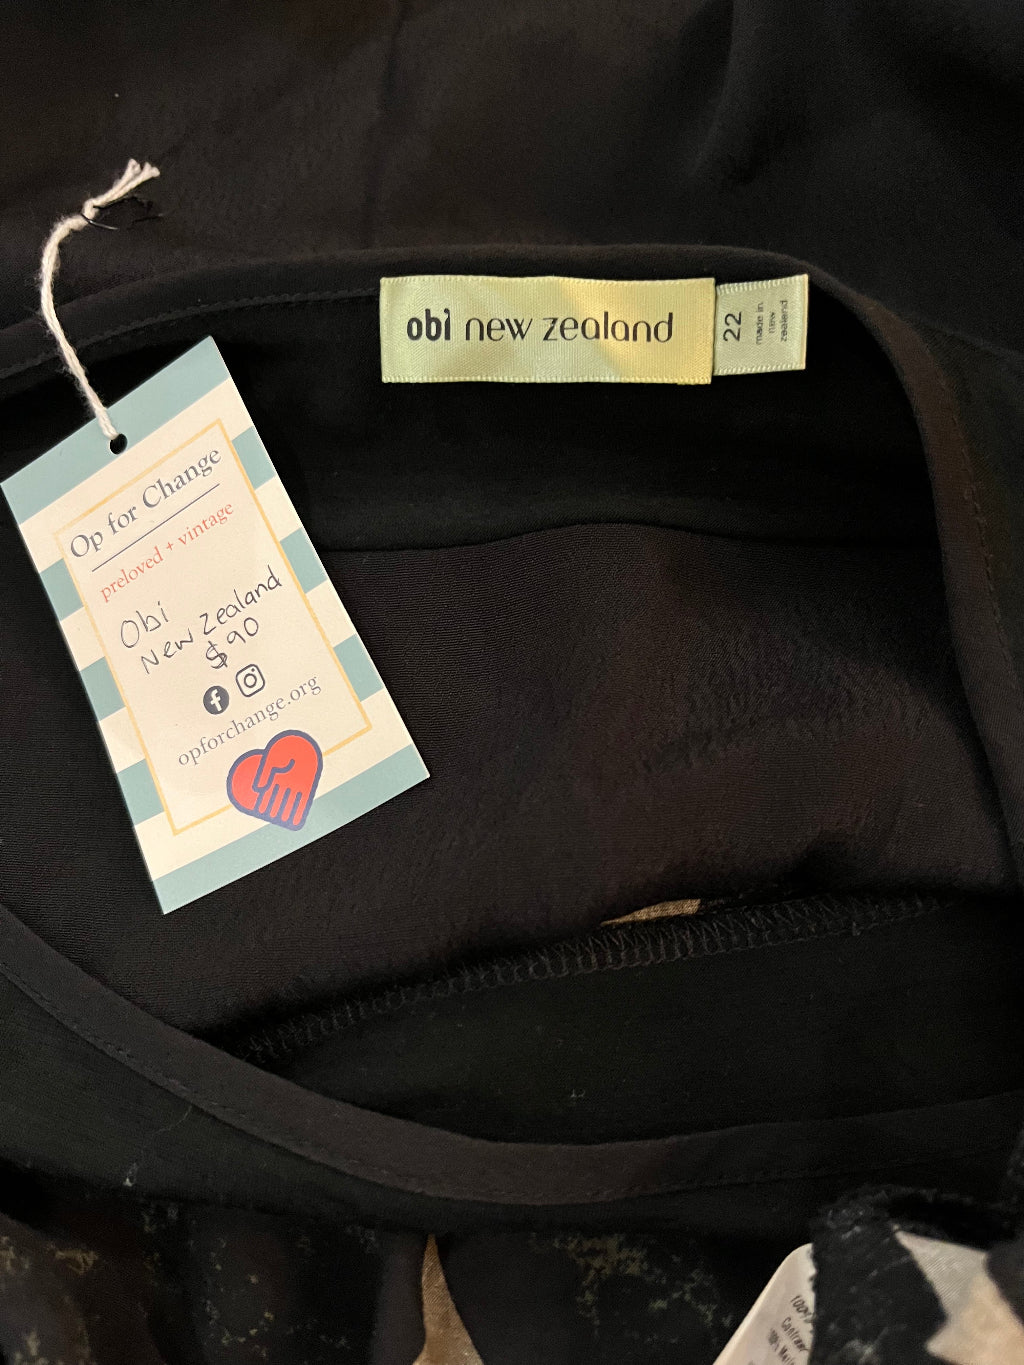 obi new zealand
22
made in
new
zealand
Op for Change
preloved + vintage
Obi
New Zealand
$90
opforchange.org
100%